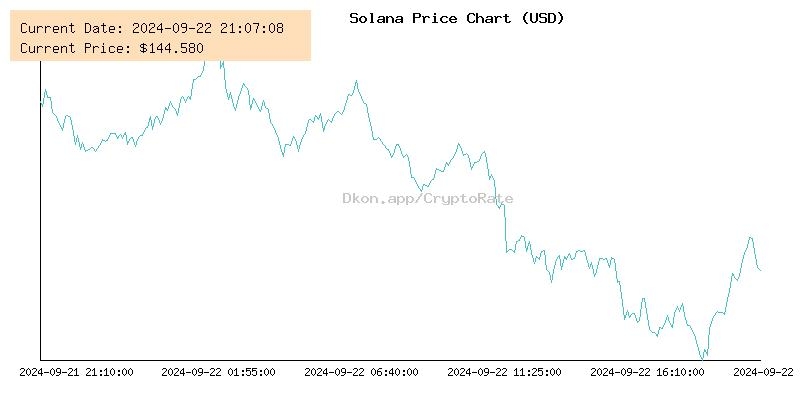 Solana Price Chart (USD)
Current Date: 2024-09-22 21:07:08
Current Price: $144.580
Dkon.app/CryptoRate
2024-09-21 21:10:00 2024-09-22 01:55:00 2024-09-22 06:40:00 2024-09-22 11:25:00 2024-09-22 16:10:00 2024-09-22